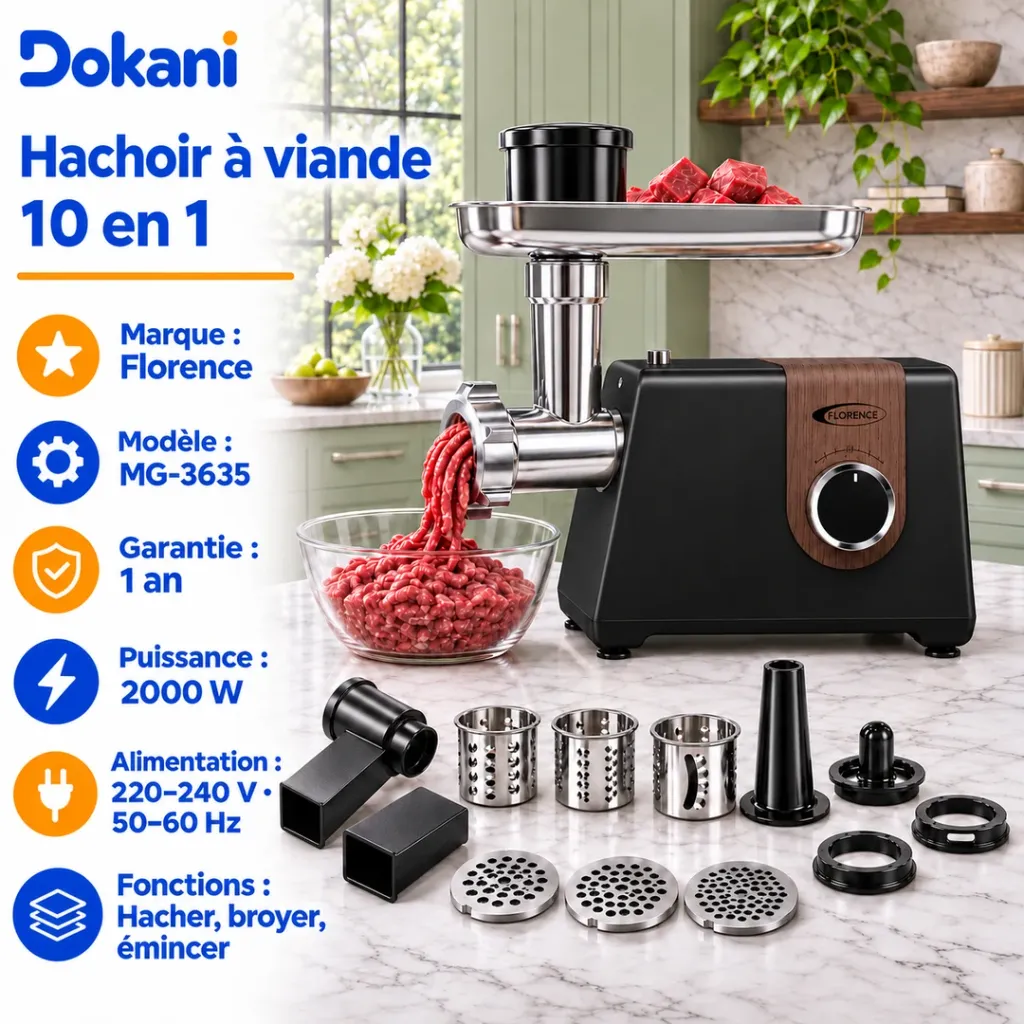 Dokani
Hachoir à viande
10 en 1
Marque :
Florence
Modèle :
MG-3635
Garantie :
1 an
Puissance :
2000 W
Alimentation :
220–240 V •
50–60 Hz
Fonctions :
Hacher, broyer,
émincer
FLORENCE